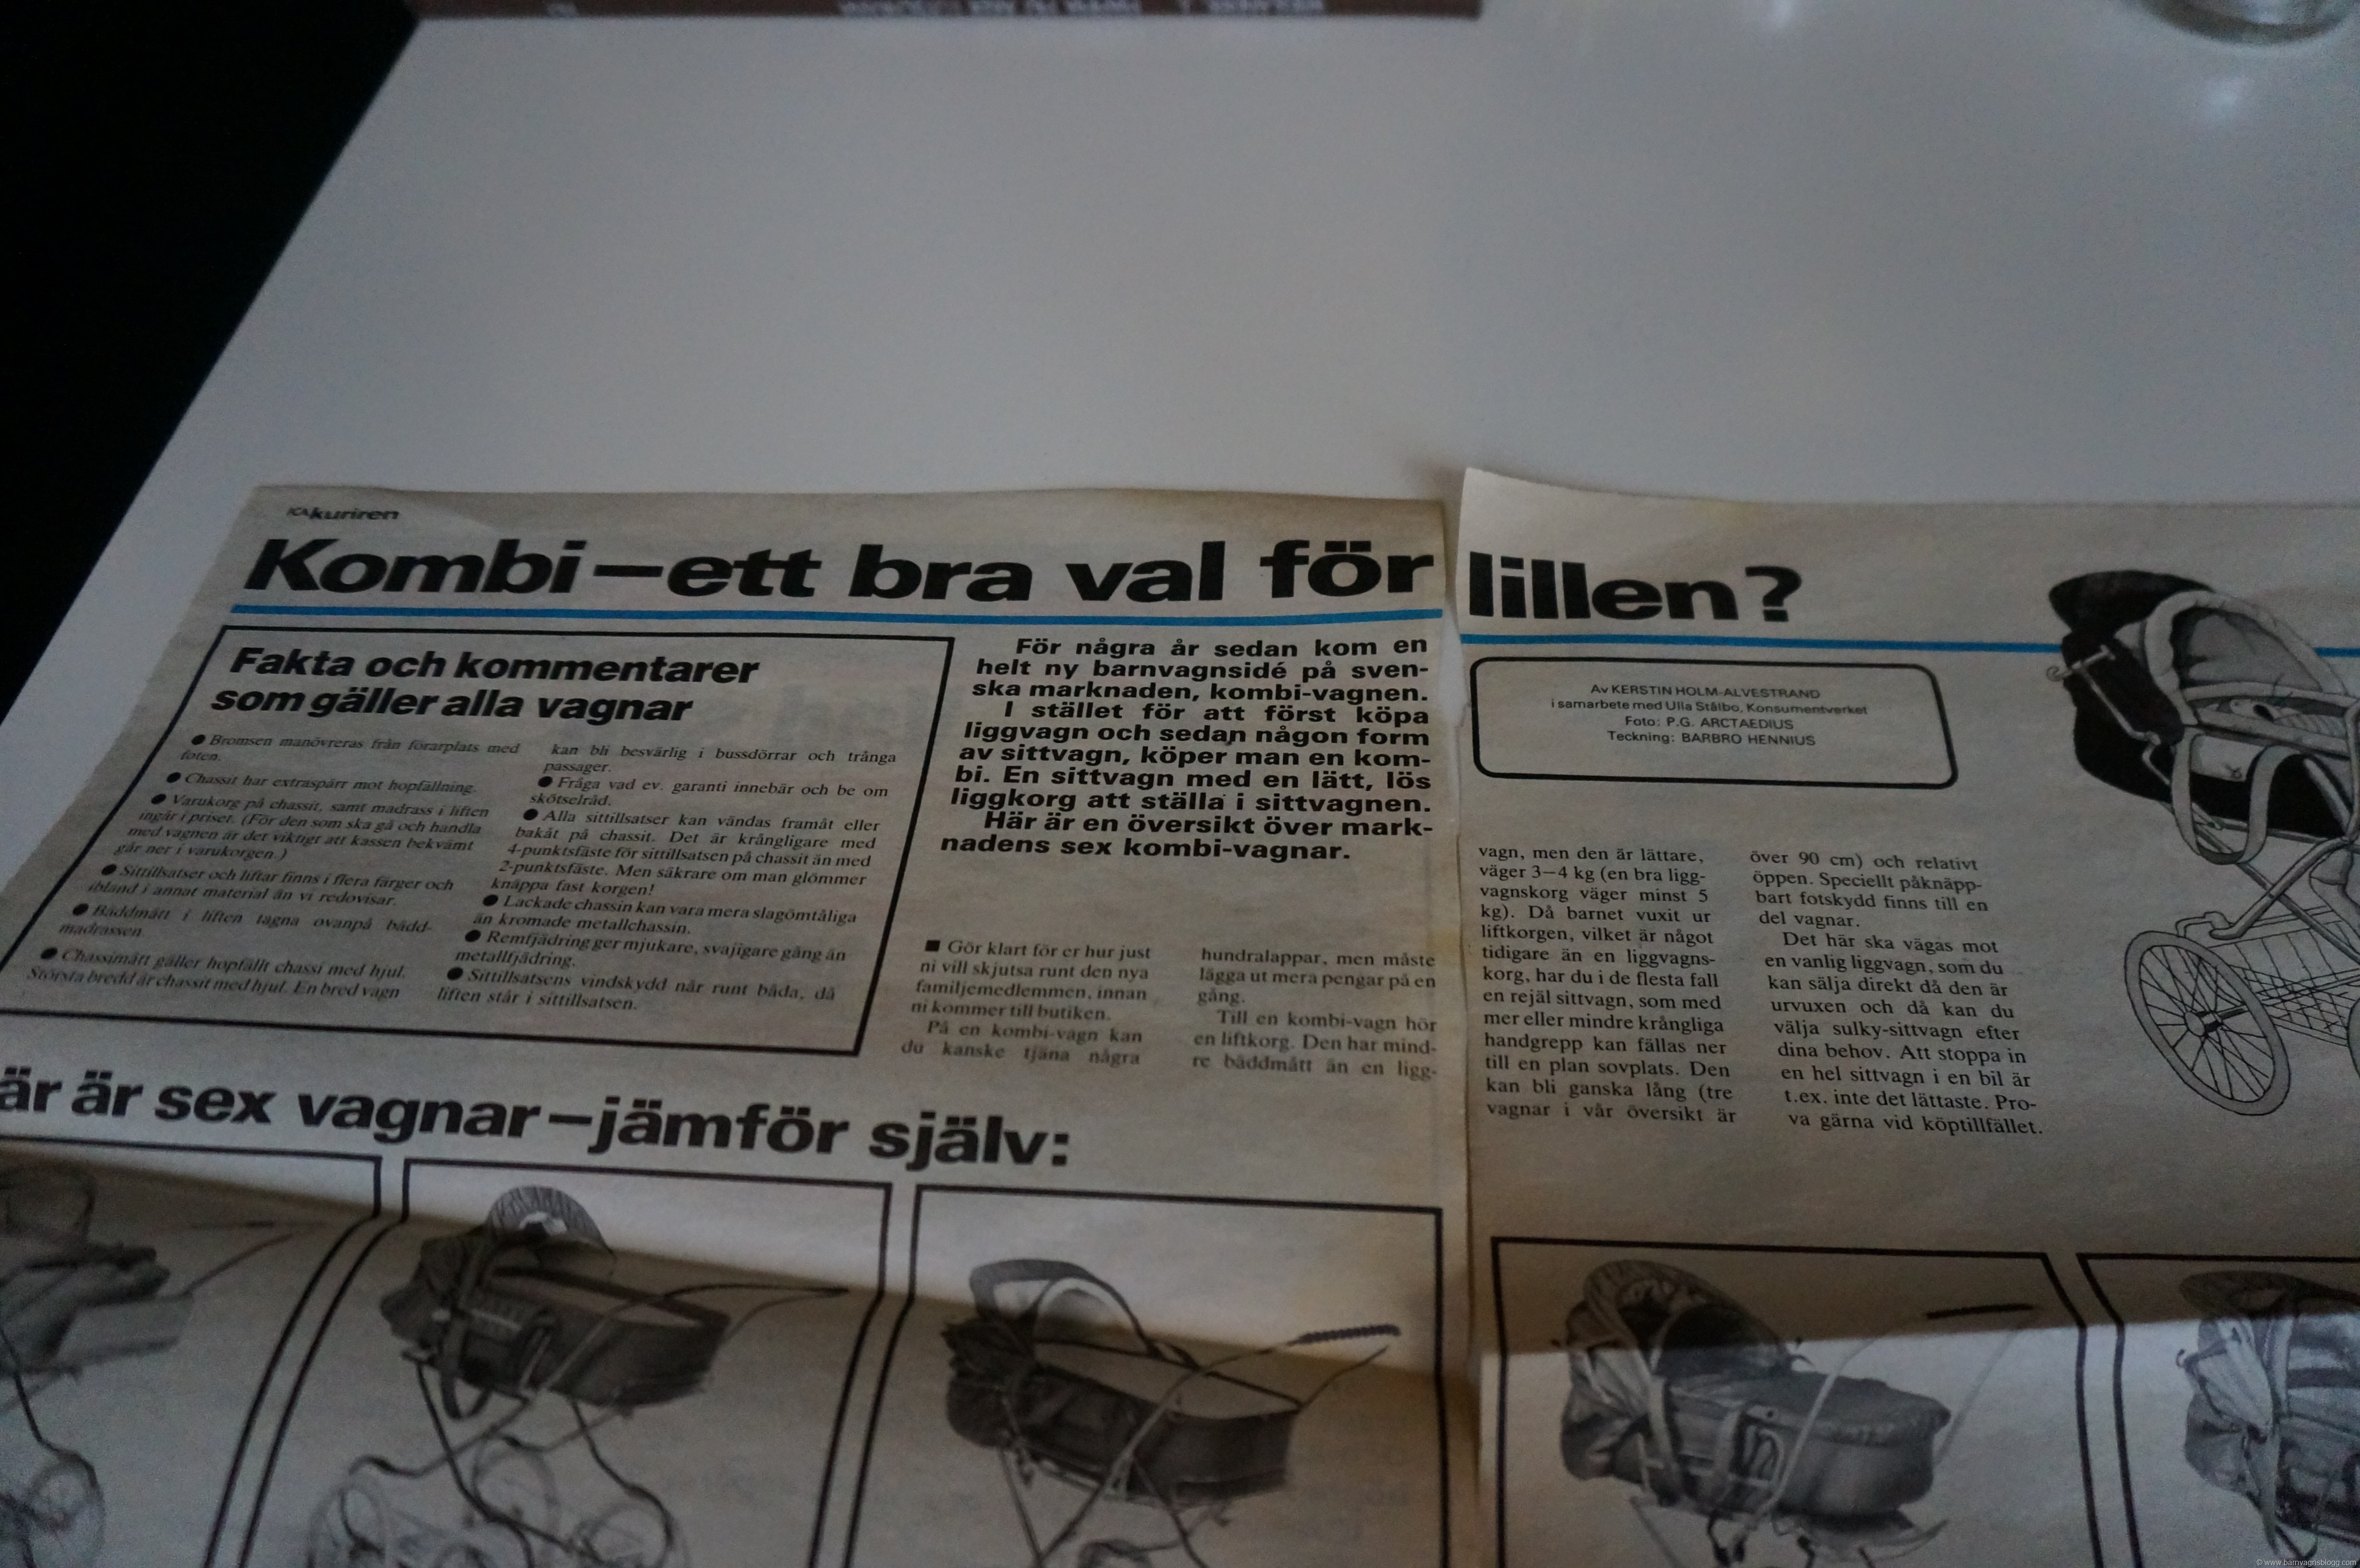 ICA kuriren
Kombi—ett bra val för lillen?
Fakta och kommentarer
som gäller alla vagnar
● Bromsen manövreras från förarplats med
foten.
● Chassit har extraspärr mot hopfällning.
● Varukorg på chassit, samt madrass i liften
ingår i priset. (För den som ska gå och handla
med vagnen är det viktigt att kassen bekvämt
går ner i varukorgen.)
● Sittillsatser och liftar finns i flera färger och
ibland i annat material än vi redovisar.
● Bäddmått i liften tagna ovanpå bädd-
madrassen.
● Chassimått gäller hopfällt chassi med hjul.
Största bredd är chassit med hjul. En bred vagn
kan bli besvärlig i bussdörrar och trånga
passager.
● Fråga vad ev. garanti innebär och be om
skötselråd.
● Alla sittillsatser kan vändas framåt eller
bakåt på chassit. Det är krångligare med
4-punktsfäste för sittillsatsen på chassit än med
2-punktsfäste. Men säkrare om man glömmer
knäppa fast korgen!
● Lackade chassin kan vara mera slagömtåliga
än kromade metallchassin.
● Remfjädring ger mjukare, svajigare gång än
metallfjädring.
● Sittillsatsens vindskydd når runt båda, då
liften står i sittillsatsen.
För några år sedan kom en
helt ny barnvagnsidé på sven-
ska marknaden, kombi-vagnen.
I stället för att först köpa
liggvagn och sedan någon form
av sittvagn, köper man en kom-
bi. En sittvagn med en lätt, lös
liggkorg att ställa i sittvagnen.
Här är en översikt över mark-
nadens sex kombi-vagnar.
Av KERSTIN HOLM-ALVESTRAND
i samarbete med Ulla Stålbo, Konsumentverket
Foto: P.G. ARCTAEDIUS
Teckning: BARBRO HENNIUS
■ Gör klart för er hur just
ni vill skjutsa runt den nya
familjemedlemmen, innan
ni kommer till butiken.
På en kombi-vagn kan
du kanske tjäna några
hundralappar, men måste
lägga ut mera pengar på en
gång.
Till en kombi-vagn hör
en liftkorg. Den har mind-
re bäddmått än en ligg-
vagn, men den är lättare,
väger 3—4 kg (en bra ligg-
vagnskorg väger minst 5
kg). Då barnet vuxit ur
liftkorgen, vilket är något
tidigare än en liggvagns-
korg, har du i de flesta fall
en rejäl sittvagn, som med
mer eller mindre krångliga
handgrepp kan fällas ner
till en plan sovplats. Den
kan bli ganska lång (tre
vagnar i vår översikt är
över 90 cm) och relativt
öppen. Speciellt påknäpp-
bart fotskydd finns till en
del vagnar.
Det här ska vägas mot
en vanlig liggvagn, som du
kan sälja direkt då den är
urvuxen och då kan du
välja sulky-sittvagn efter
dina behov. Att stoppa in
en hel sittvagn i en bil är
t.ex. inte det lättaste. Pro-
va gärna vid köptillfället.
är är sex vagnar—jämför själv:
© www.barnvagnsblogg.com